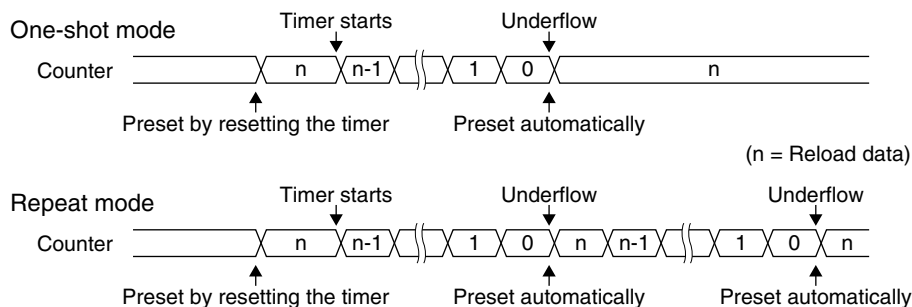 Timer starts Underflow
One-shot mode
Counter n n-1 1 0 n
Preset by resetting the timer Preset automatically
(n = Reload data)
Timer starts Underflow Underflow
Repeat mode
Counter n n-1 1 0 n n-1 1 0 n
Preset by resetting the timer Preset automatically Preset automatically